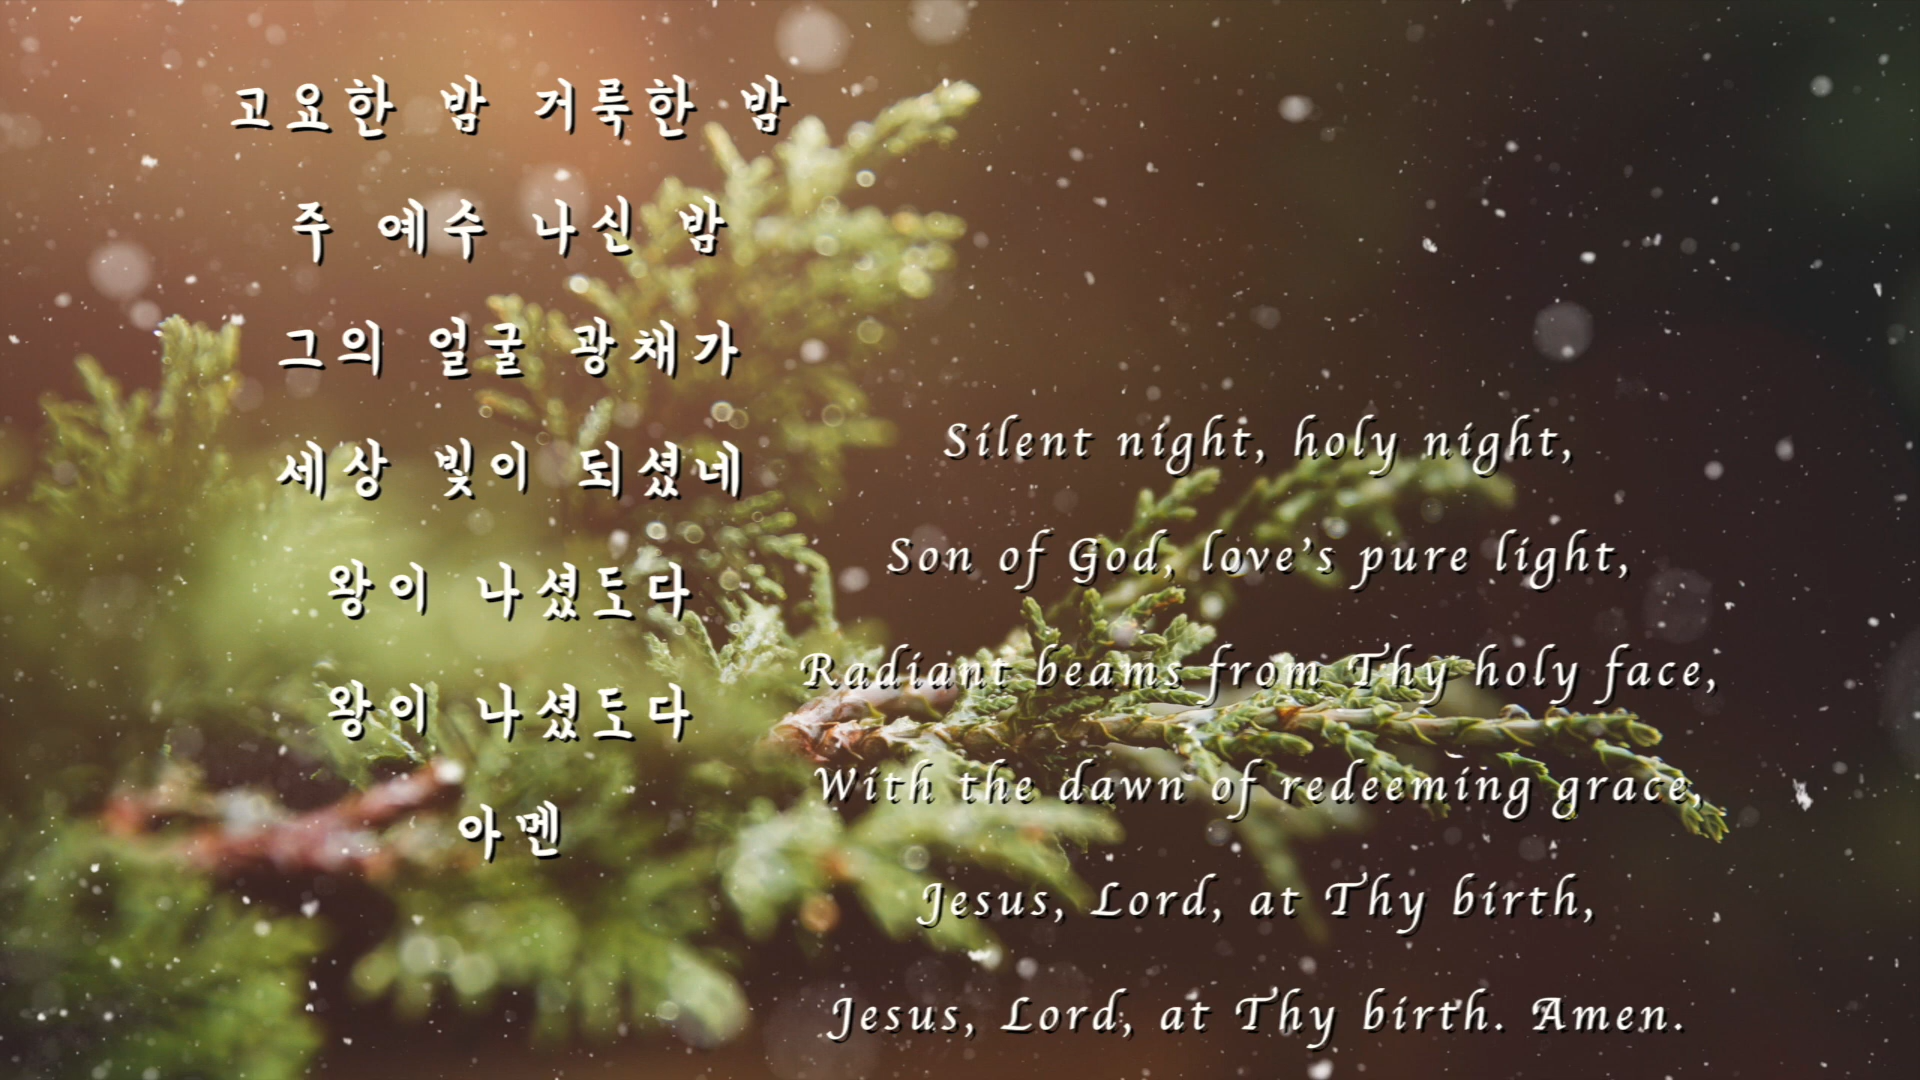 고요한 밤 거룩한 밤
주 예수 나신 밤
그의 얼굴 광채가
세상 빛이 되셨네
왕이 나셨도다
왕이 나셨도다
아멘
Silent night, holy night,
Son of God, love's pure light,
Radiant beams from Thy holy face,
With the dawn of redeeming grace,
Jesus, Lord, at Thy birth,
Jesus, Lord, at Thy birth. Amen.